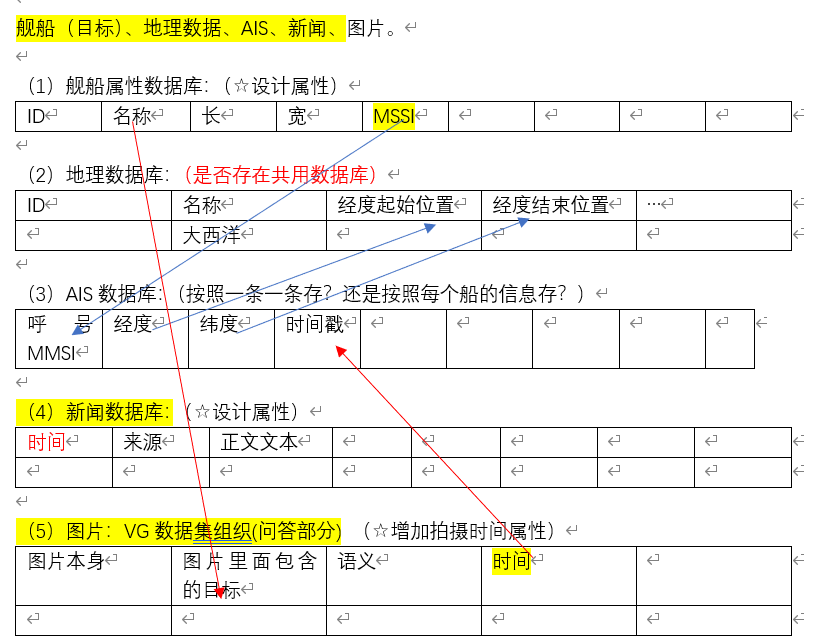 舰船（目标）、地理数据、AIS、新闻、图片。
（1）舰船属性数据库：（☆设计属性）
ID 名称 长 宽 MSSI
（2）地理数据库：（是否存在共用数据库）
ID 名称 经度起始位置 经度结束位置 …
大西洋
（3）AIS 数据库：（按照一条一条存？还是按照每个船的信息存？）
呼 号 经度 纬度 时间戳
MMSI
（4）新闻数据库：（☆设计属性）
时间 来源 正文文本
（5）图片：VG 数据集组织(问答部分) （☆增加拍摄时间属性）
图片本身 图片里面包含 语义 时间
的目标